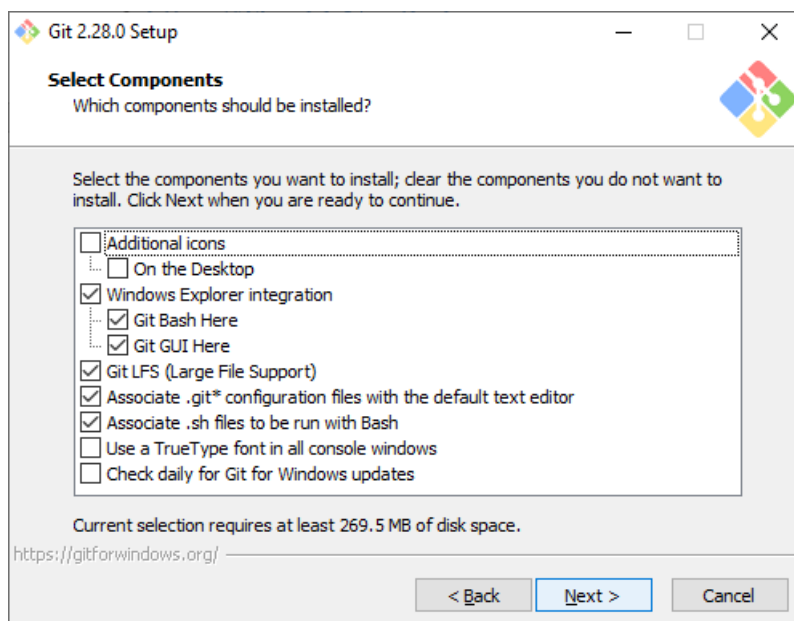 Git 2.28.0 Setup
Select Components
Which components should be installed?
Select the components you want to install; clear the components you do not want to
install. Click Next when you are ready to continue.
Additional icons
On the Desktop
Windows Explorer integration
Git Bash Here
Git GUI Here
Git LFS (Large File Support)
Associate .git* configuration files with the default text editor
Associate .sh files to be run with Bash
Use a TrueType font in all console windows
Check daily for Git for Windows updates
Current selection requires at least 269.5 MB of disk space.
https://gitforwindows.org/
< Back Next > Cancel